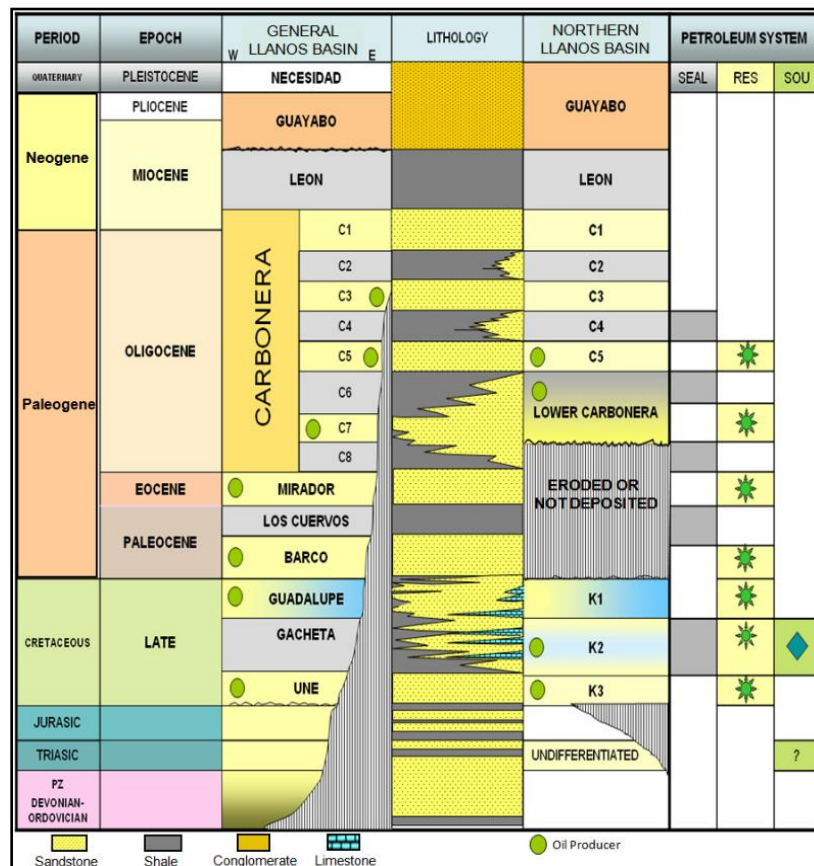 PERIOD
EPOCH
GENERAL
LLANOS BASIN
W
E
LITHOLOGY
NORTHERN
LLANOS BASIN
PETROLEUM SYSTEM
QUATERNARY
PLEISTOCENE
NECESIDAD
SEAL
RES
SOU
Neogene
PLIOCENE
GUAYABO
GUAYABO
MIOCENE
LEON
LEON
Paleogene
OLIGOCENE
CARBONERA
C1
C1
C2
C2
C3
C3
C4
C4
C5
C5
C6
LOWER CARBONERA
C7
C8
EOCENE
MIRADOR
ERODED OR
NOT DEPOSITED
PALEOCENE
LOS CUERVOS
BARCO
CRETACEOUS
LATE
GUADALUPE
K1
GACHETA
K2
UNE
K3
JURASIC
TRIASIC
UNDIFFERENTIATED
?
PZ
DEVONIAN-
ORDOVICIAN
Sandstone
Shale
Conglomerate
Limestone
Oil Producer